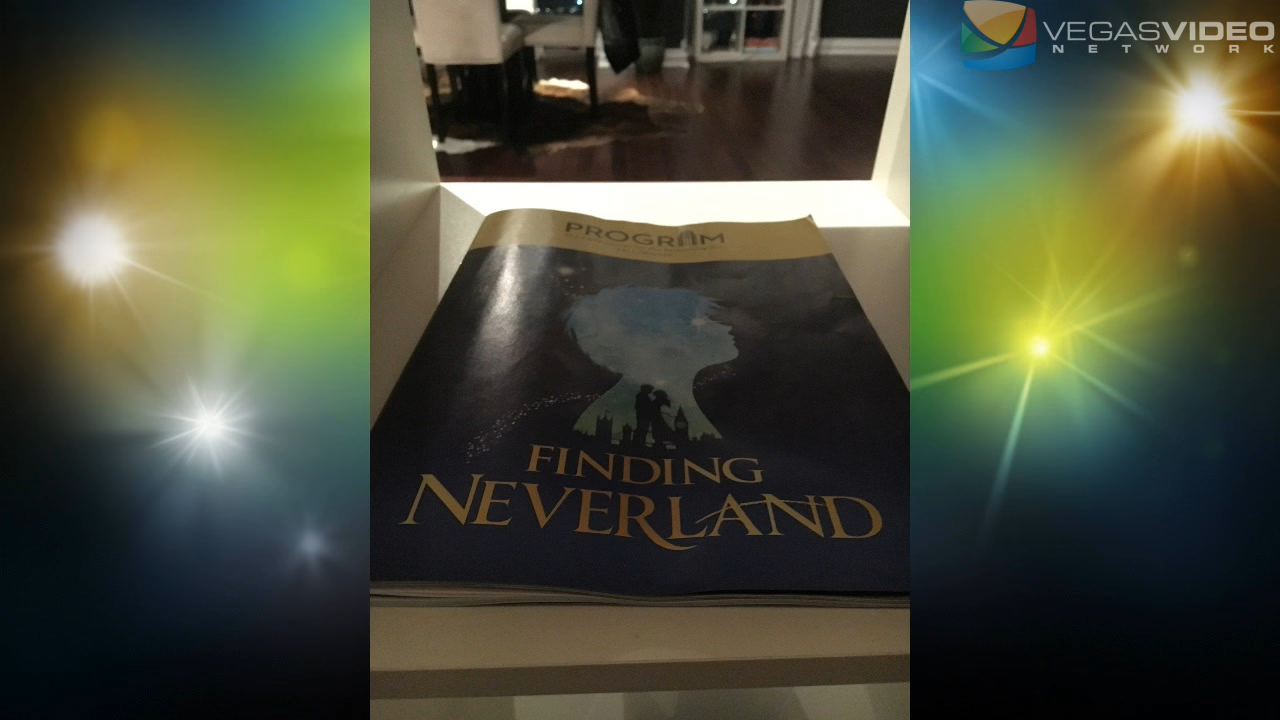 VEGASVIDEO
NETWORK
PROGRAM
FINDING
NEVERLAND